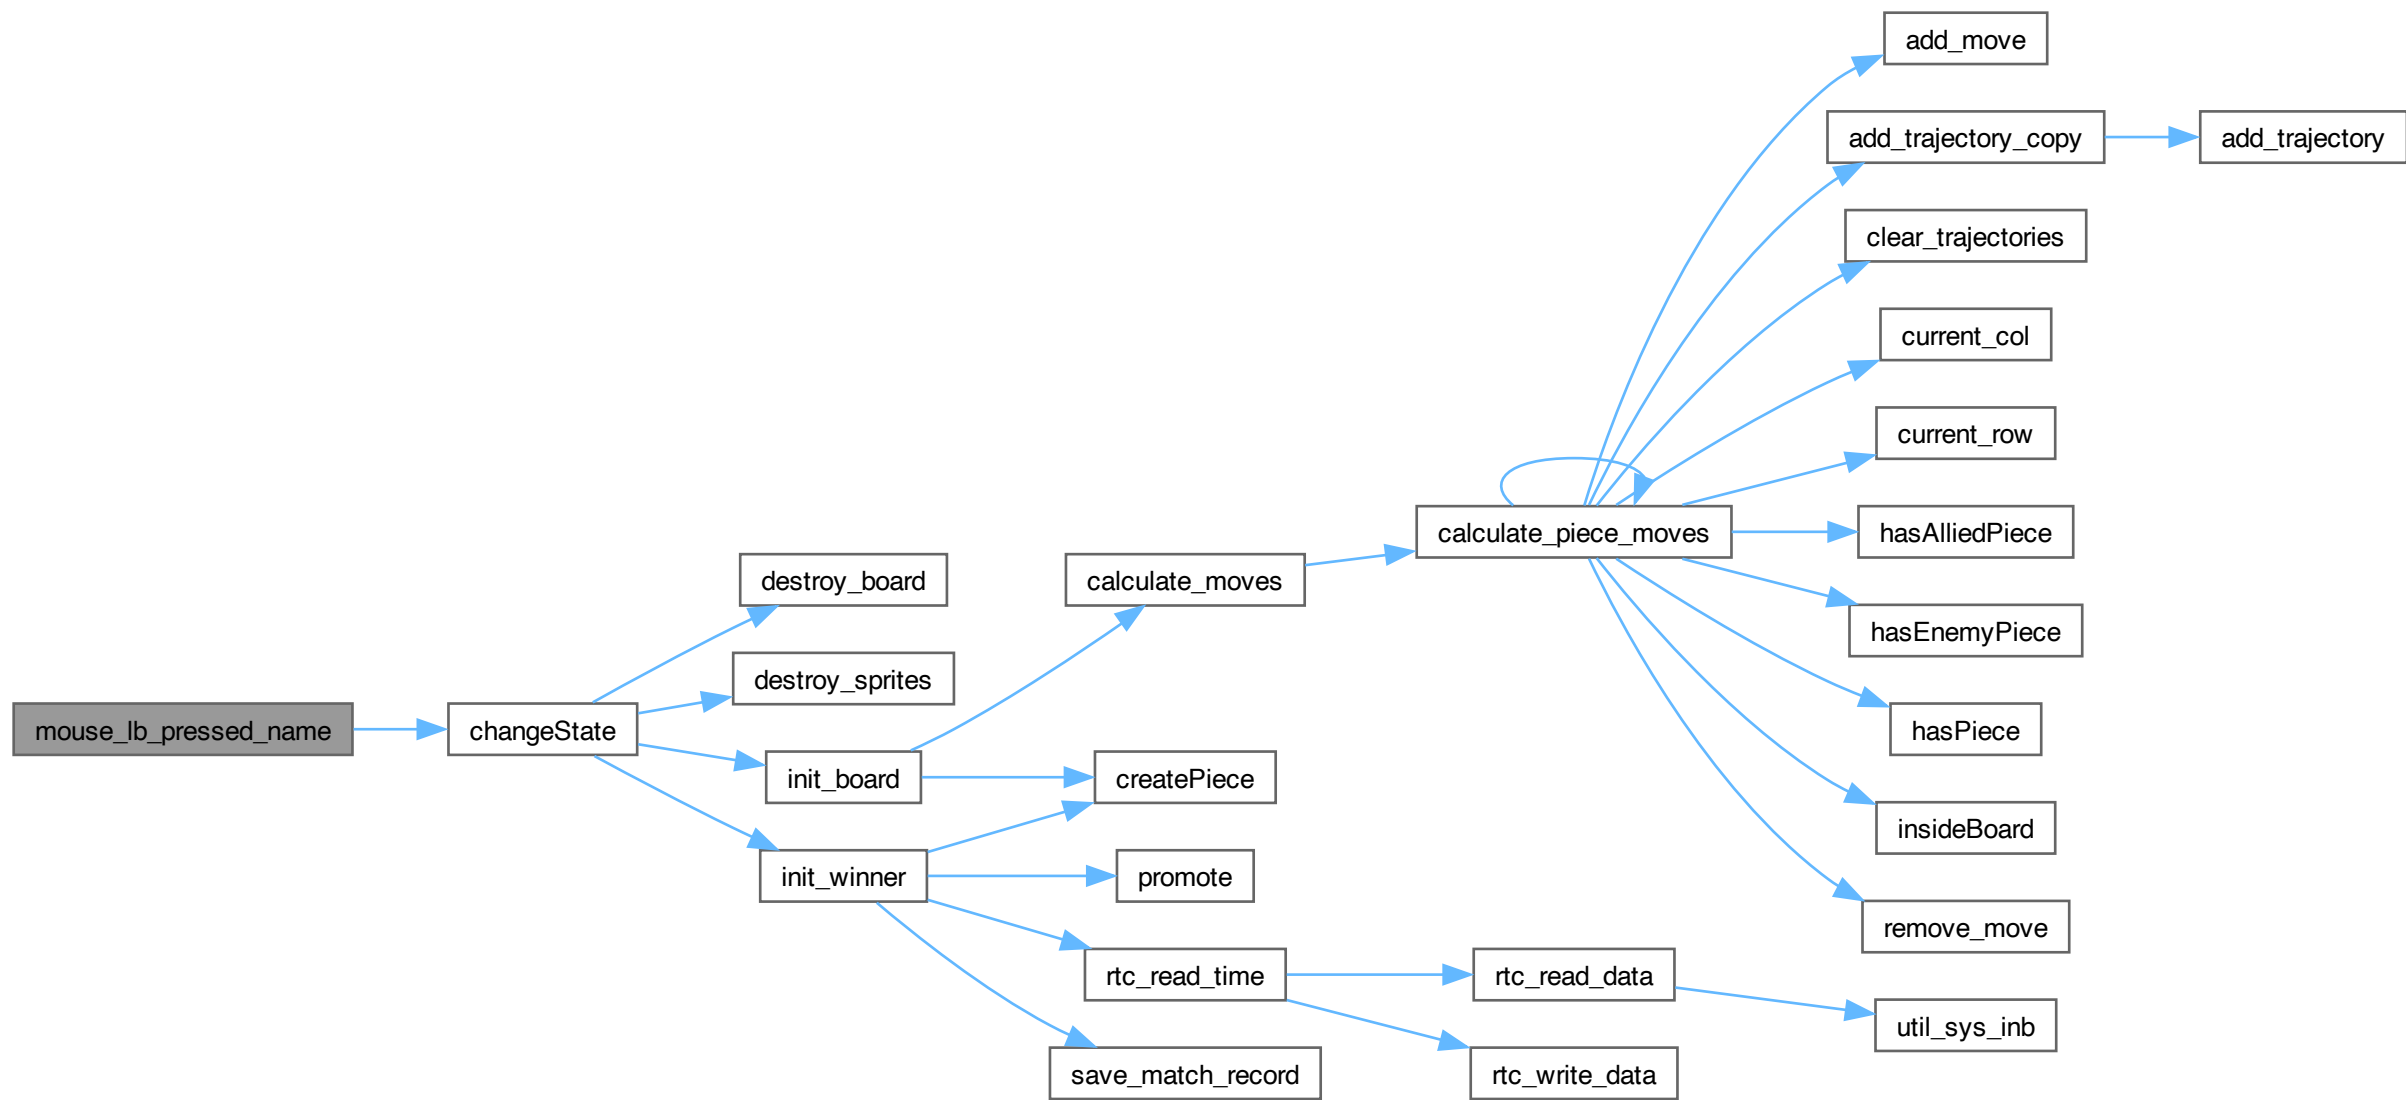 mouse_lb_pressed_name
changeState
destroy_board
destroy_sprites
init_board
init_winner
calculate_moves
createPiece
promote
rtc_read_time
save_match_record
calculate_piece_moves
rtc_read_data
rtc_write_data
add_move
add_trajectory_copy
clear_trajectories
current_col
current_row
hasAlliedPiece
hasEnemyPiece
hasPiece
insideBoard
remove_move
util_sys_inb
add_trajectory